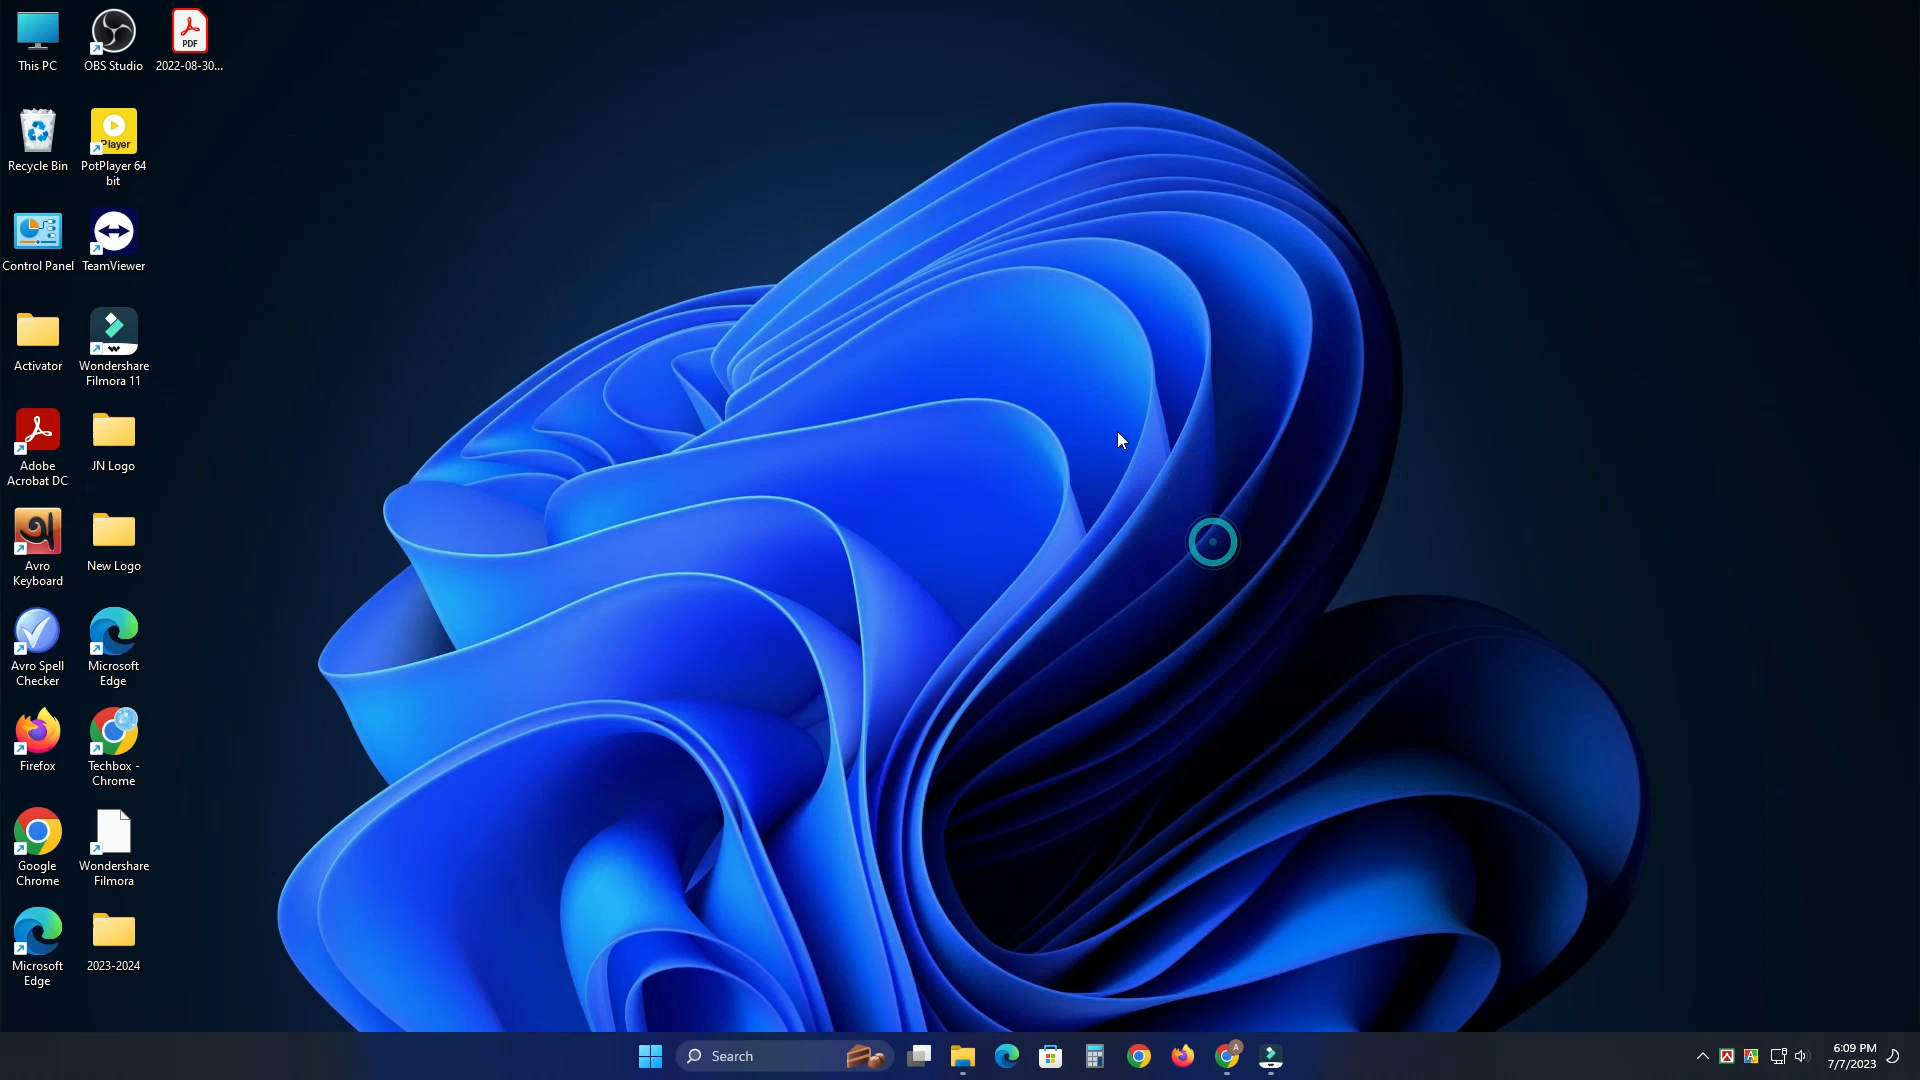 This PC
OBS Studio
PDF
2022-08-30...
Recycle Bin
Player
PotPlayer 64
bit
Control Panel
TeamViewer
Activator
Wondershare
Filmora 11
Adobe
Acrobat DC
JN Logo
অ
Avro
Keyboard
New Logo
Avro Spell
Checker
Microsoft
Edge
Firefox
Techbox -
Chrome
Google
Chrome
Wondershare
Filmora
Microsoft
Edge
2023-2024
Search
A
A
6:09 PM
7/7/2023